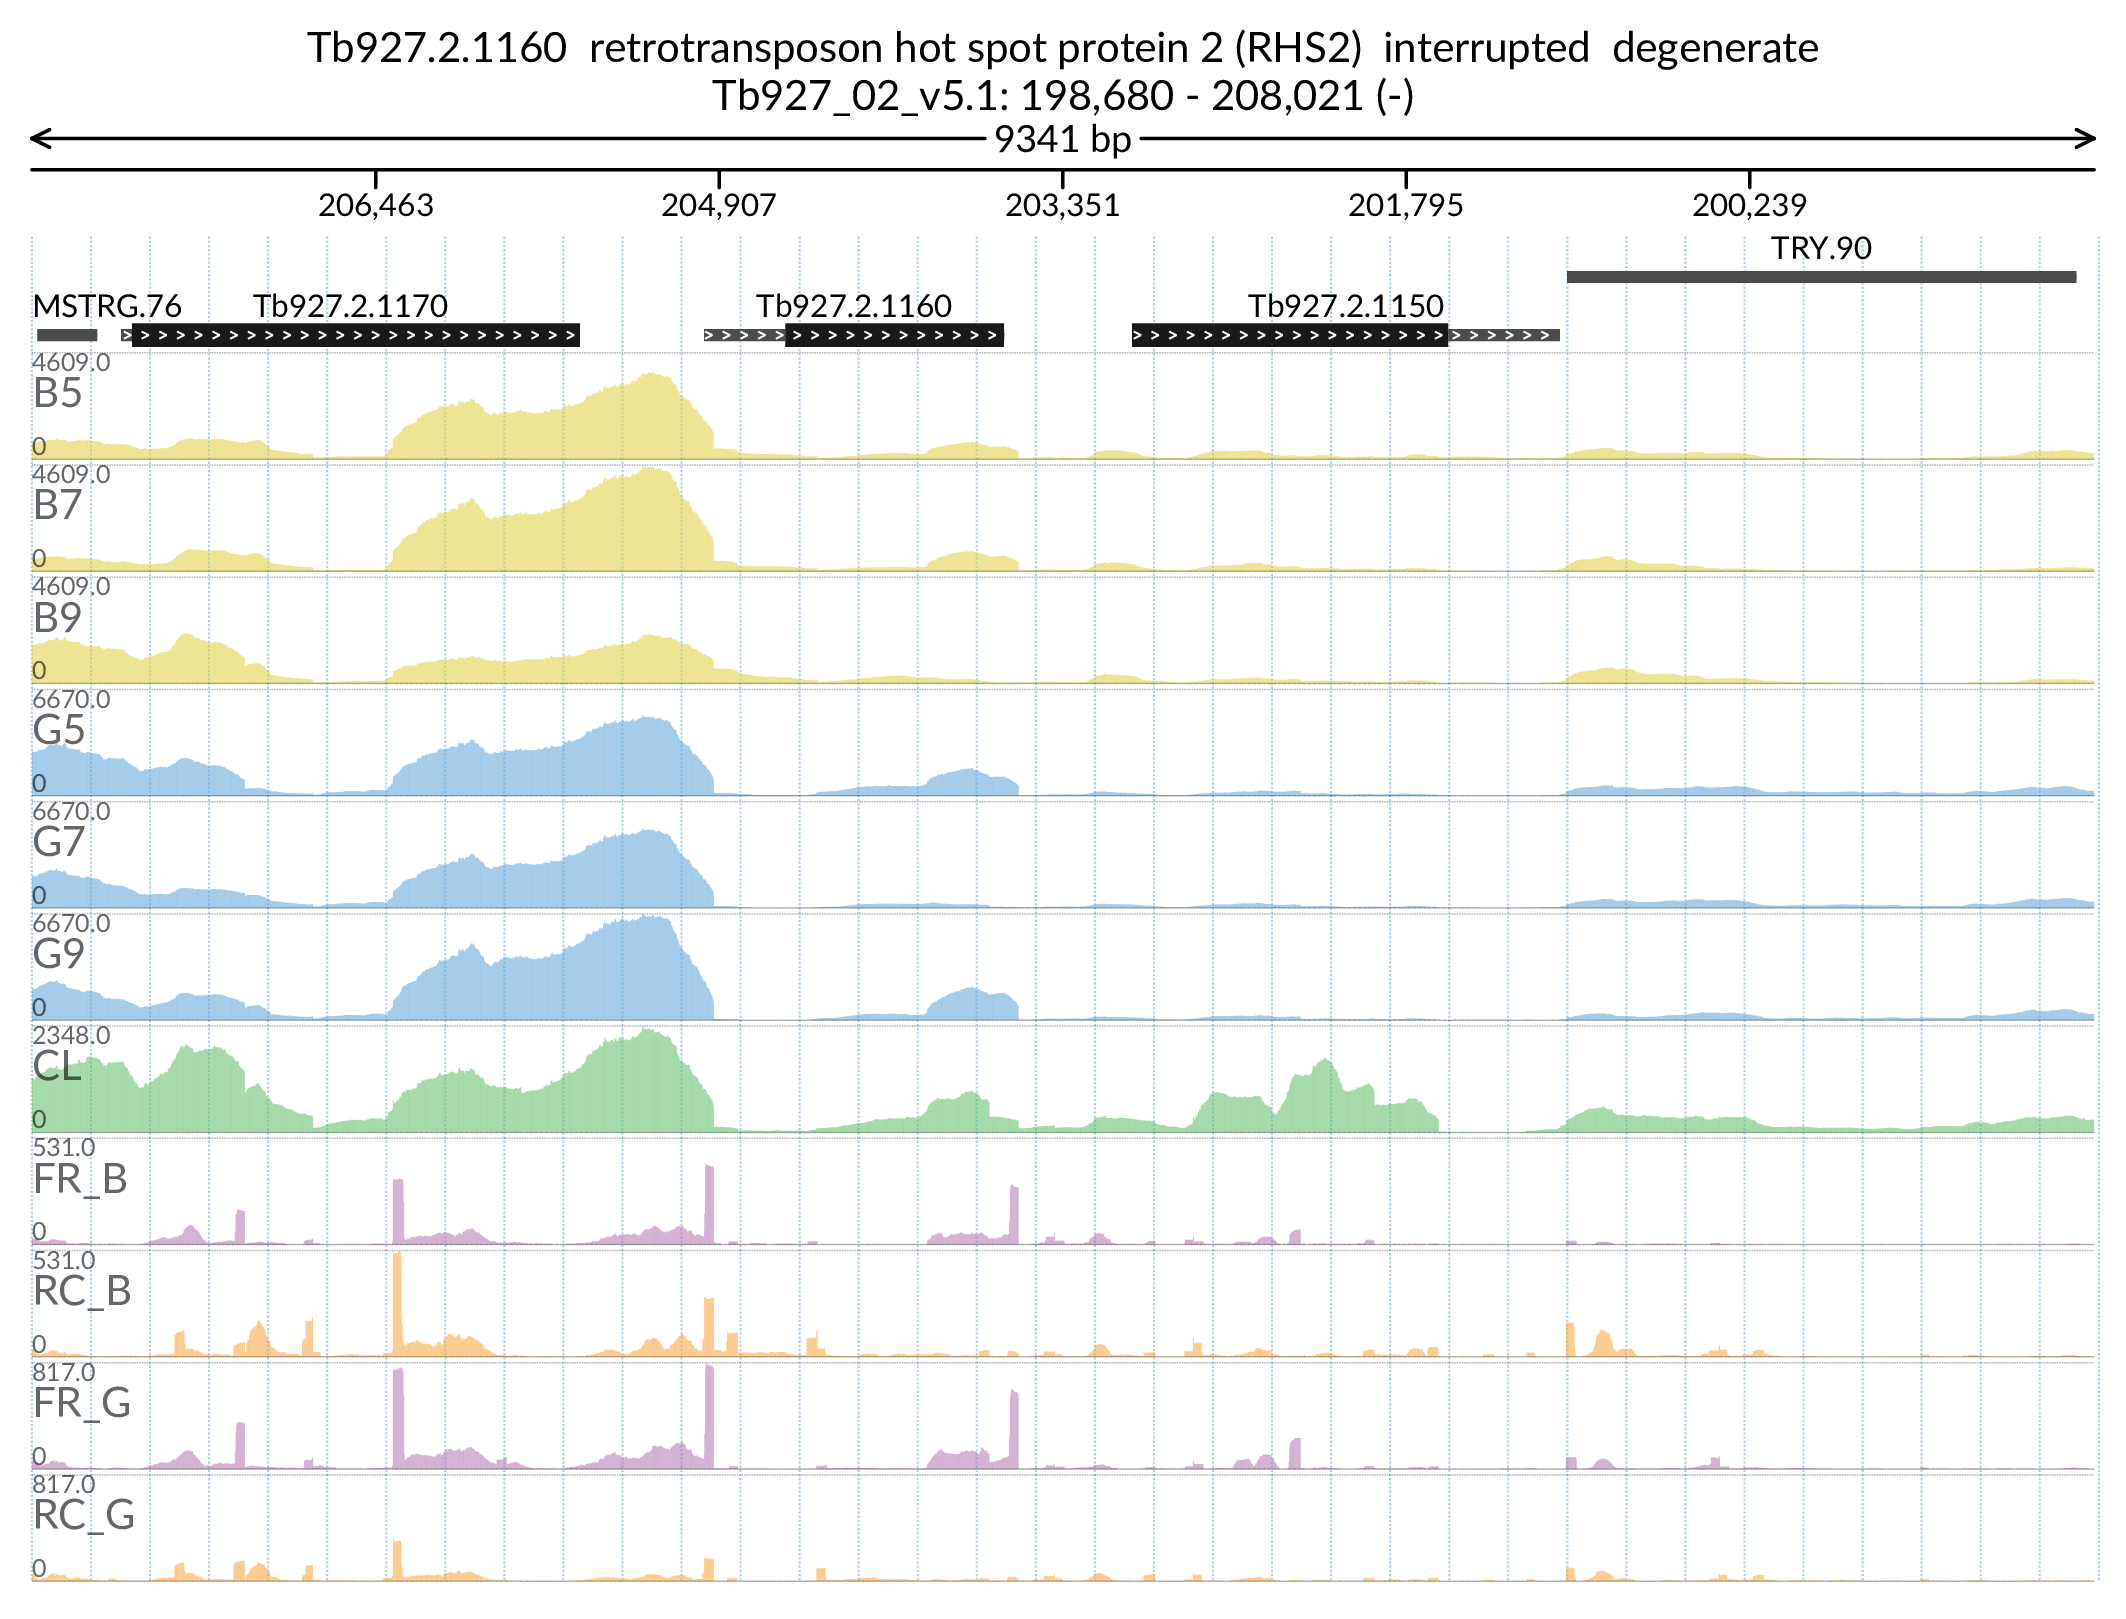 Tb927.2.1160 retrotransposon hot spot protein 2 (RHS2) interrupted degenerate
Tb927_02_v5.1: 198,680 - 208,021 (-)
9341 bp
206,463 204,907 203,351 201,795 200,239
TRY.90
MSTRG.76 Tb927.2.1170 Tb927.2.1160 Tb927.2.1150
4609.0
B5
0
4609.0
B7
0
4609.0
B9
0
6670.0
G5
0
6670.0
G7
0
6670.0
G9
0
2348.0
CL
0
531.0
FR_B
0
531.0
RC_B
0
817.0
FR_G
0
817.0
RC_G
0